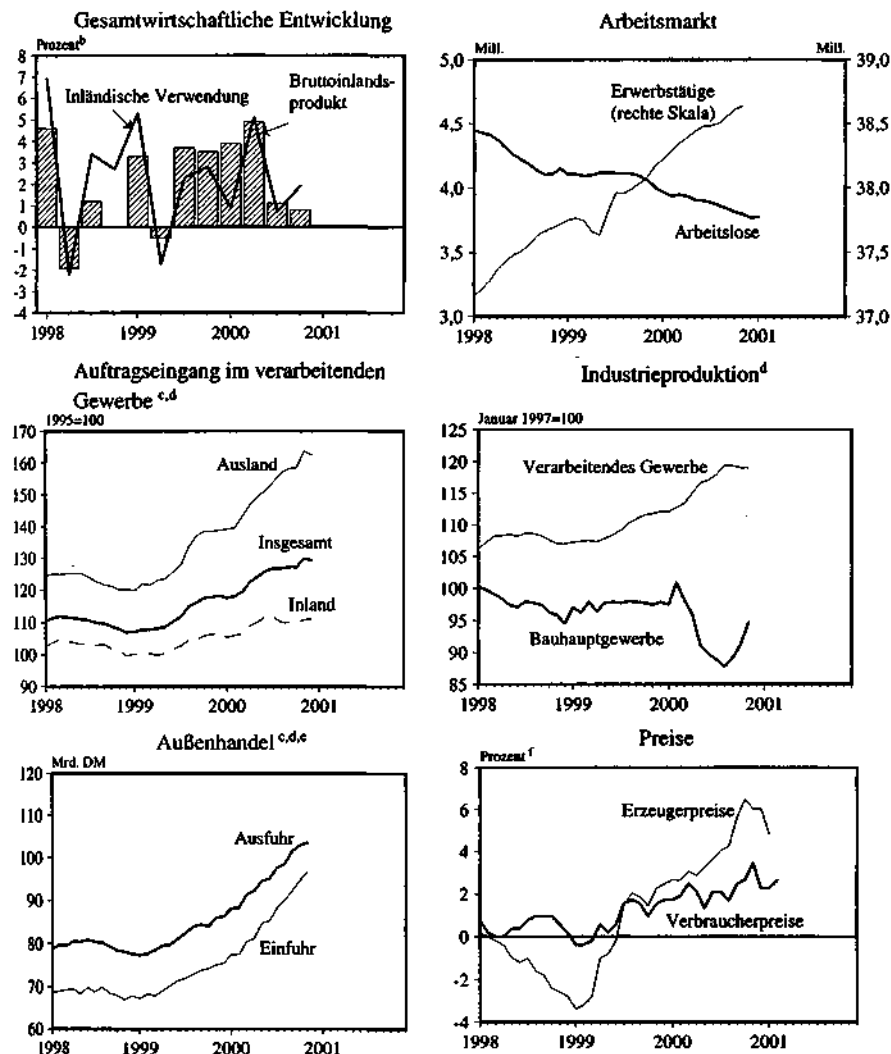 Gesamtwirtschaftliche Entwicklung
Prozent b
8
7
6
5
4
3
2
1
0
-1
-2
-3
-4
Inländische Verwendung
Bruttoinlands-
produkt
1998 1999 2000 2001
Arbeitsmarkt
Mill. Mill.
5,0 39,0
4,5 38,5
4,0 38,0
3,5 37,5
3,0 37,0
Erwerbstätige
(rechte Skala)
Arbeitslose
1998 1999 2000 2001
Auftragseingang im verarbeitenden
Gewerbe c,d
1995=100
170
160
150
140
130
120
110
100
90
Ausland
Insgesamt
Inland
1998 1999 2000 2001
Industrieproduktion d
Januar 1997=100
125
120
115
110
105
100
95
90
85
Verarbeitendes Gewerbe
Bauhauptgewerbe
1998 1999 2000 2001
Außenhandel c,d,e
Mrd. DM
120
110
100
90
80
70
60
Ausfuhr
Einfuhr
1998 1999 2000 2001
Preise
Prozent f
8
6
4
2
0
-2
-4
Erzeugerpreise
Verbraucherpreise
1998 1999 2000 2001